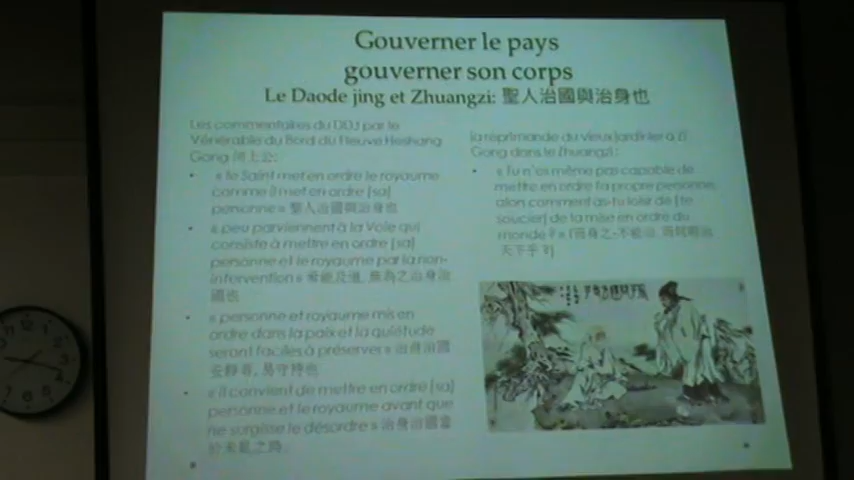 Gouverner le pays
gouverner son corps
Le Daode jing et Zhuangzi: 聖人治國與治身也
Les commentaires du DDJ par le
Vénérable du Bord du Fleuve Heshang
Gong 河上公:
• « le Saint met en ordre le royaume
comme il met en ordre [sa]
personne » 聖人治國與治身也
• « peu parviennent à la Voie qui
consiste à mettre en ordre [sa]
personne et le royaume par la non-
intervention » 希能及道，無為之治身治
國也
• « personne et royaume mis en
ordre dans la paix et la quiétude
seront faciles à préserver » 治身治國
安靜者，易守持也
• « il convient de mettre en ordre [sa]
personne et le royaume avant que
ne surgisse le désordre » 治身治國當
於未亂之時
la réprimande du vieux jardinier à Zi
Gong dans le Zhuangzi :
• « Tu n'es même pas capable de
mettre en ordre ta propre personne,
alors comment as-tu loisir de [te
soucier] de la mise en ordre du
monde ? » (而身之不能治，而何暇治
天下乎？)